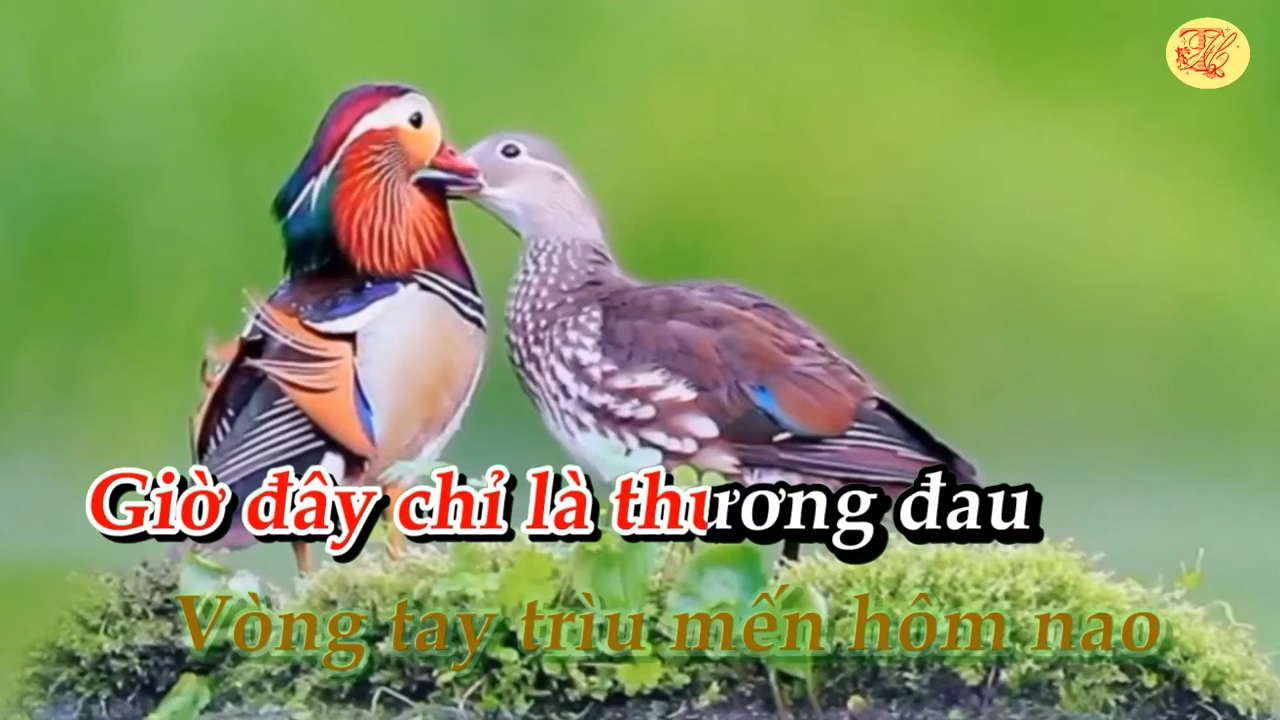 Giờ đây chỉ là thương đau
Vòng tay trìu mến hôm nao